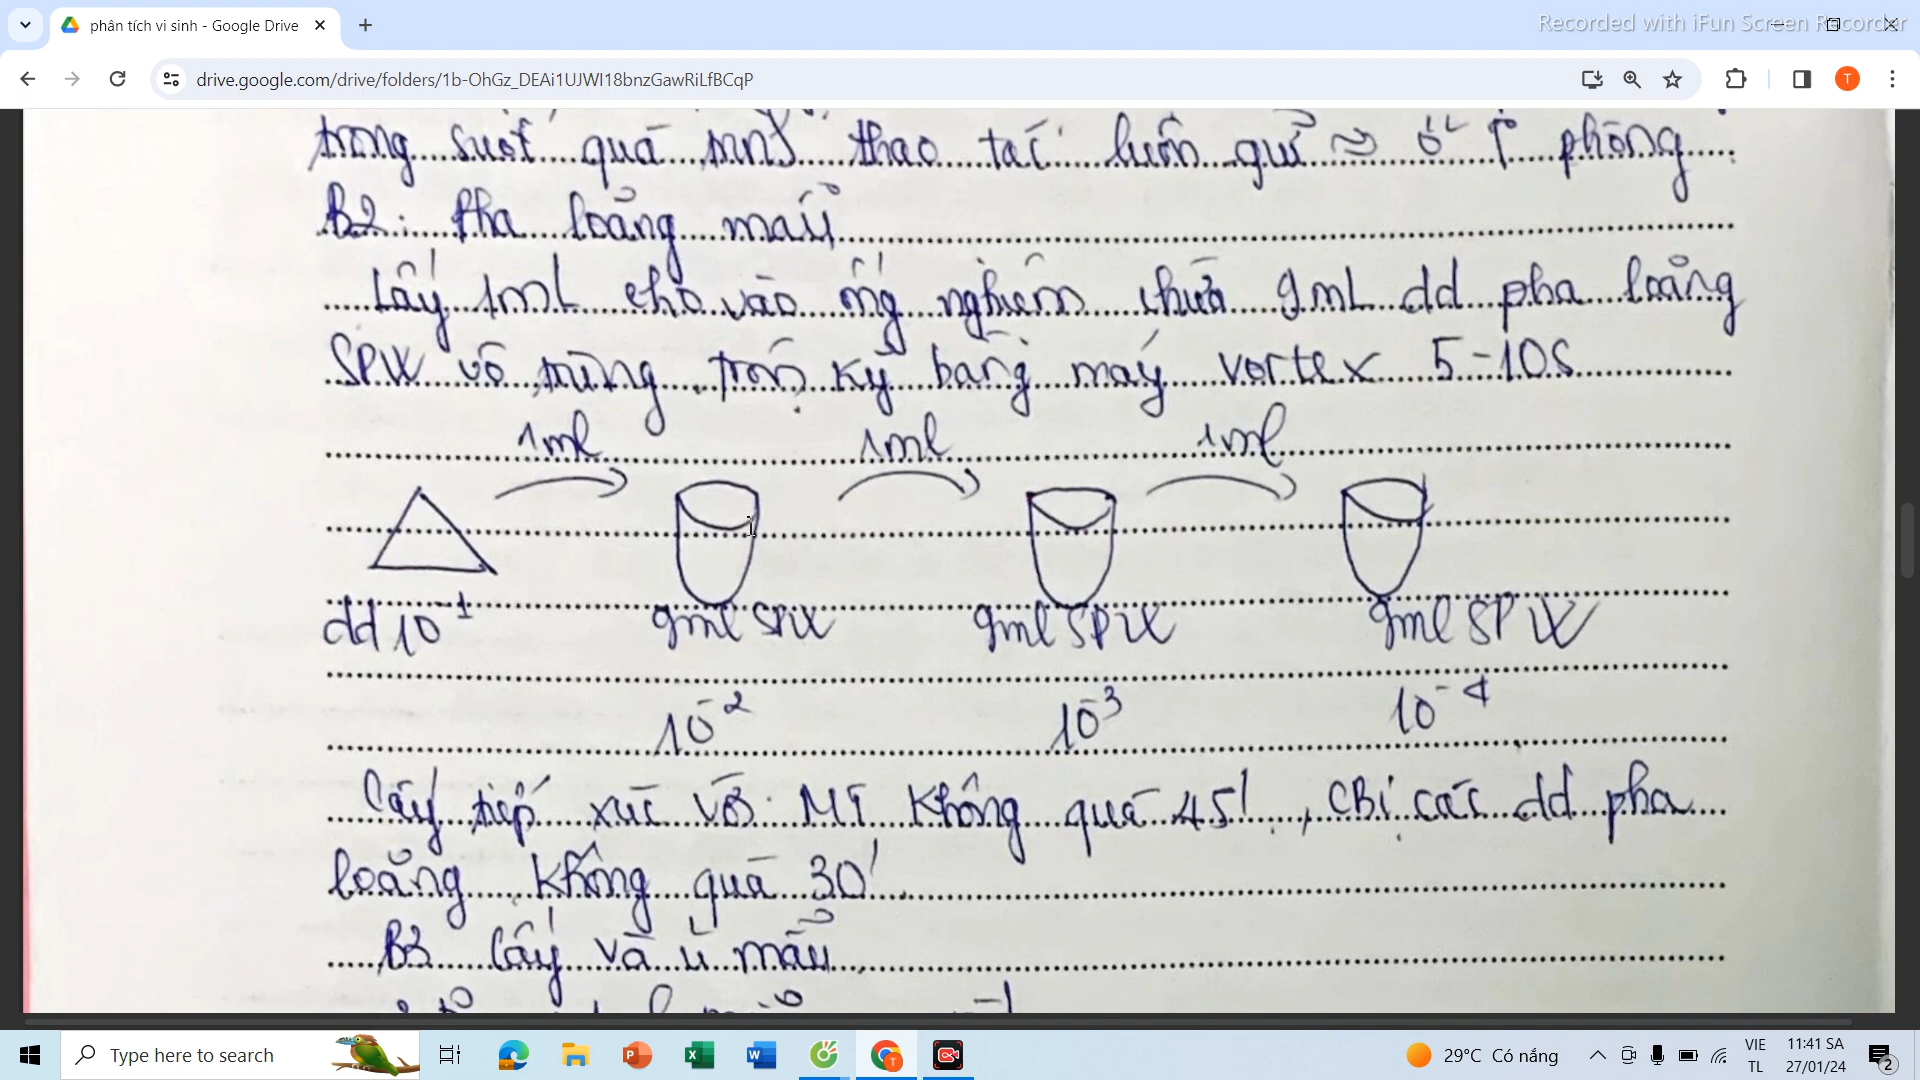 phân tích vi sinh - Google Drive
Recorded with iFun Screen Recorder
drive.google.com/drive/folders/1b-OhGz_DEAi1UJWI18bnzGawRiLfBCqP
T
trong suốt quá trình thao tác luôn giữ ở to phòng
B2: Pha loãng mẫu
Lấy 1mL cho vào ống nghiệm chứa 9mL dd pha loãng
SPW vô trùng, trộn kỹ bằng máy vortex 5-10s
1ml 1ml 1ml
dd 10⁻¹ 9ml SPW 9ml SPW 9ml SPW
10⁻² 10⁻³ 10⁻⁴
Cấy tiếp xúc với MT không quá 45', CBị các dd pha
loãng không quá 30'
B3 Cấy và ủ mẫu
Type here to search
29°C Có nắng
VIE
TL
11:41 SA
27/01/24
2